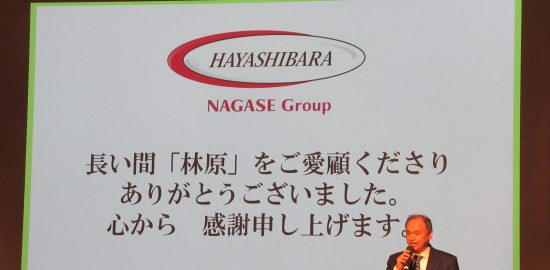 HAYASHIBARA
NAGASE Group
長い間「林原」をご愛顧くださり
ありがとうございました。
心から　感謝申し上げます。